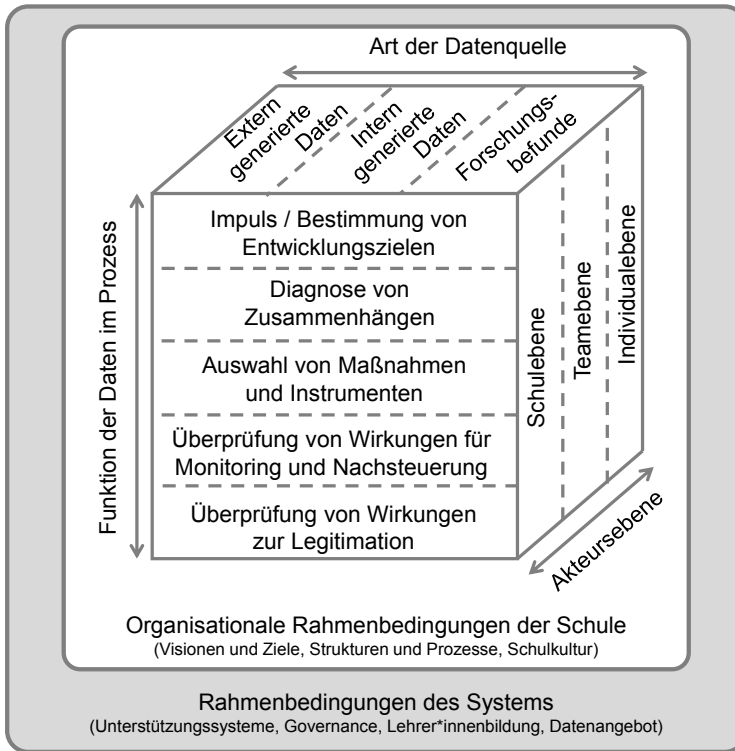 Art der Datenquelle
Extern
generierte
Daten
Intern
generierte
Daten
Forschungs-
befunde
Funktion der Daten im Prozess
Impuls / Bestimmung von
Entwicklungszielen
Diagnose von
Zusammenhängen
Auswahl von Maßnahmen
und Instrumenten
Überprüfung von Wirkungen für
Monitoring und Nachsteuerung
Überprüfung von Wirkungen
zur Legitimation
Schulebene
Teamebene
Individualebene
Akteursebene
Organisationale Rahmenbedingungen der Schule
(Visionen und Ziele, Strukturen und Prozesse, Schulkultur)
Rahmenbedingungen des Systems
(Unterstützungssysteme, Governance, Lehrer*innenbildung, Datenangebot)